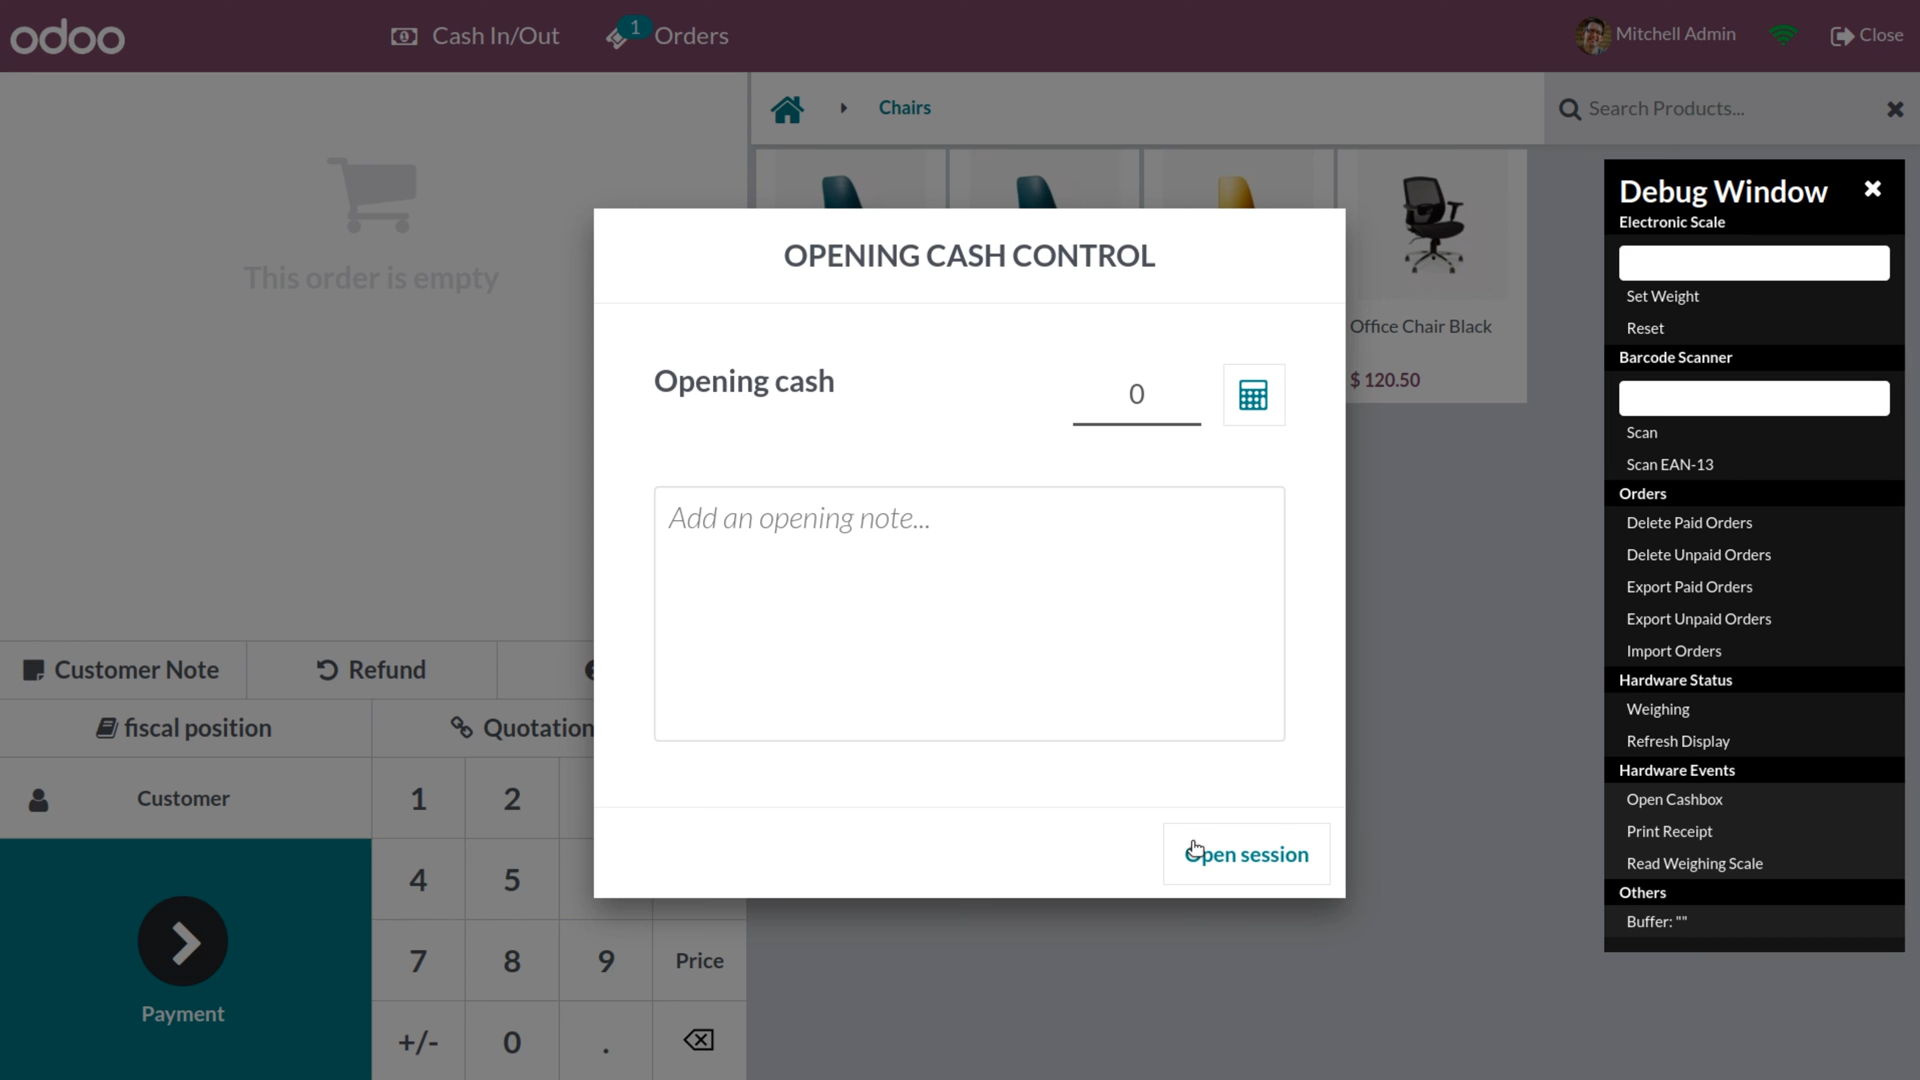 odoo
Cash In/Out
1
Orders
Mitchell Admin
Close
Chairs
Search Products...
This order is empty
Office Chair Black
$ 120.50
OPENING CASH CONTROL
Opening cash
0
Add an opening note...
Open session
Customer Note
Refund
fiscal position
Quotation
Customer
1
2
4
5
7
8
9
Price
+/-
0
.
Payment
Debug Window
Electronic Scale
Set Weight
Reset
Barcode Scanner
Scan
Scan EAN-13
Orders
Delete Paid Orders
Delete Unpaid Orders
Export Paid Orders
Export Unpaid Orders
Import Orders
Hardware Status
Weighing
Refresh Display
Hardware Events
Open Cashbox
Print Receipt
Read Weighing Scale
Others
Buffer: ""